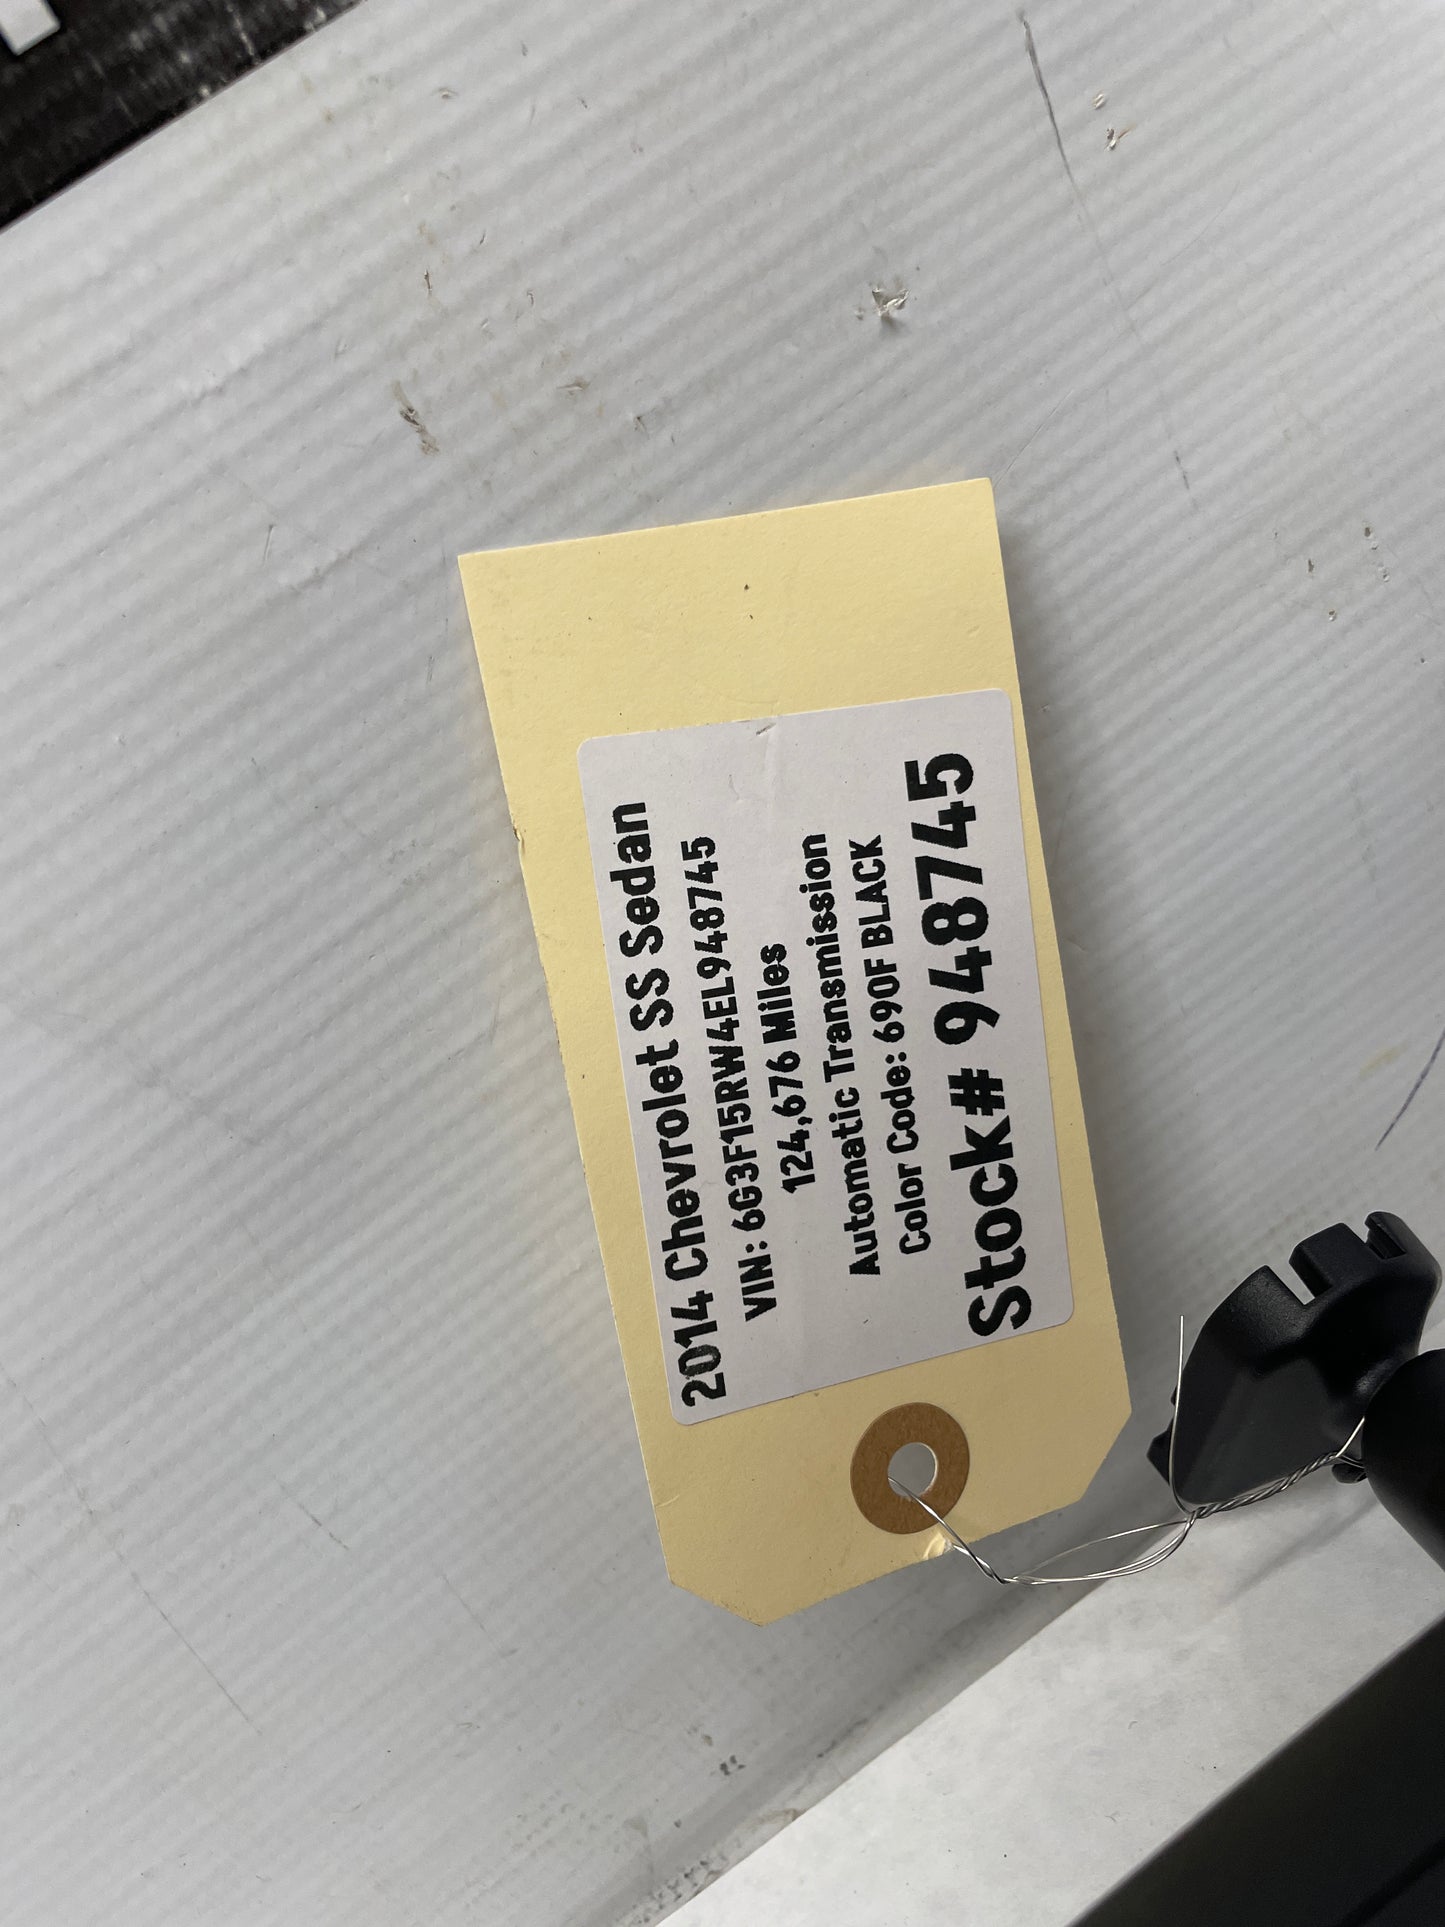 2014 Chevrolet SS Sedan
VIN: 6G3F15RW4EL948745
124,676 Miles
Automatic Transmission
Color Code: 690F BLACK
Stock# 948745